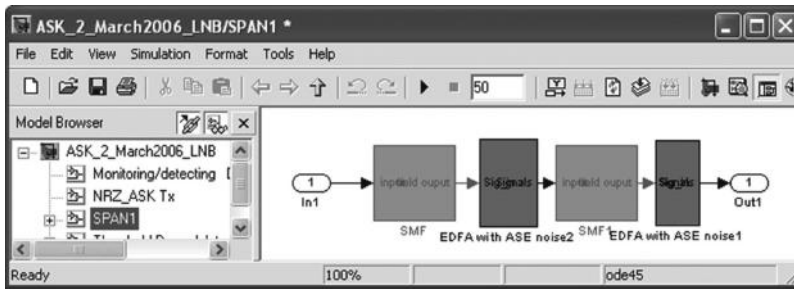 ASK_2_March2006_LNB/SPAN1 *
File Edit View Simulation Format Tools Help
50
Model Browser
ASK_2_March2006_LNB
Monitoring/detecting
NRZ_ASK Tx
SPAN1
1
In1
SMF
EDFA with ASE noise2
SMF1
EDFA with ASE noise1
1
Out1
Ready
100%
ode45